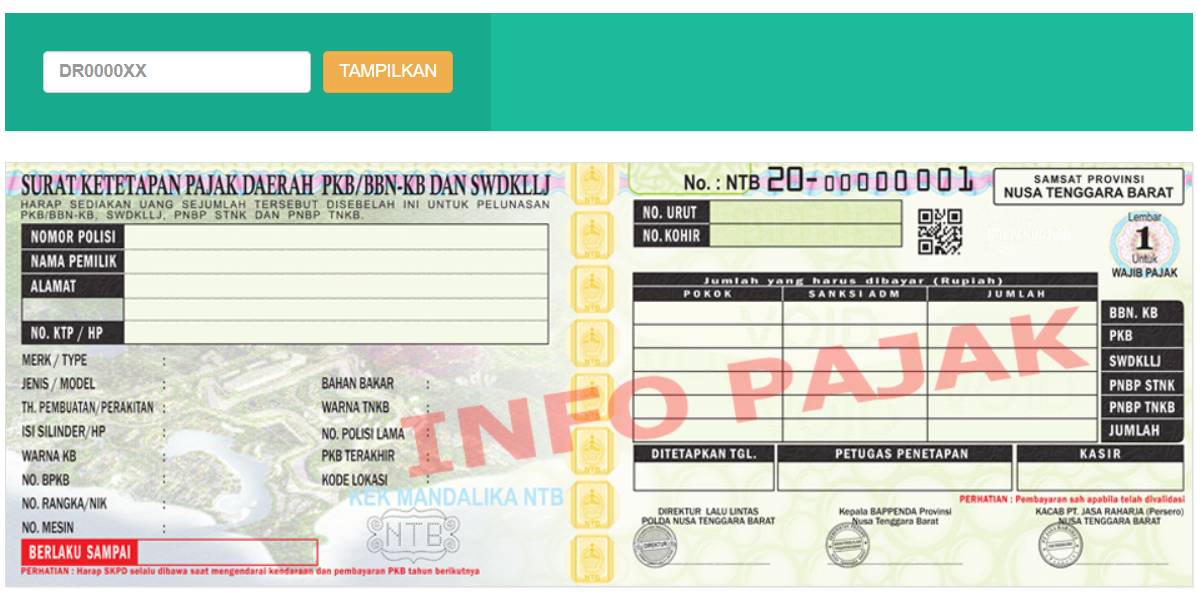 DR0000XX
TAMPILKAN
SURAT KETETAPAN PAJAK DAERAH PKB/BBN-KB DAN SWDKLLJ
HARAP SEDIAKAN UANG SEJUMLAH TERSEBUT DISEBELAH INI UNTUK PELUNASAN
PKB/BBN-KB, SWDKLLJ, PNBP STNK DAN PNBP TNKB.
NOMOR POLISI
NAMA PEMILIK
ALAMAT
NO. KTP / HP
MERK / TYPE :
JENIS / MODEL :
TH. PEMBUATAN/PERAKITAN :
ISI SILINDER/HP :
WARNA KB :
NO. BPKB :
NO. RANGKA/NIK :
NO. MESIN :
BAHAN BAKAR :
WARNA TNKB :
NO. POLISI LAMA :
PKB TERAKHIR :
KODE LOKASI :
KEK MANDALIKA NTB
NTB
BERLAKU SAMPAI
PERHATIAN : Harap SKPD selalu dibawa saat mengendarai kendaraan dan pembayaran PKB tahun berikutnya
No. : NTB 20-00000001
SAMSAT PROVINSI
NUSA TENGGARA BARAT
NO. URUT
NO. KOHIR
Lembar
1
Untuk
WAJIB PAJAK
Jumlah yang harus dibayar (Rupiah)
POKOK SANKSI ADM JUMLAH
BBN. KB
PKB
SWDKLLJ
PNBP STNK
PNBP TNKB
JUMLAH
VOID
INFO PAJAK
DITETAPKAN TGL. PETUGAS PENETAPAN KASIR
PERHATIAN : Pembayaran sah apabila telah divalidasi
DIREKTUR LALU LINTAS
POLDA NUSA TENGGARA BARAT
Kepala BAPPENDA Provinsi
Nusa Tenggara Barat
KACAB PT. JASA RAHARJA (Persero)
NUSA TENGGARA BARAT
DIREKTUR